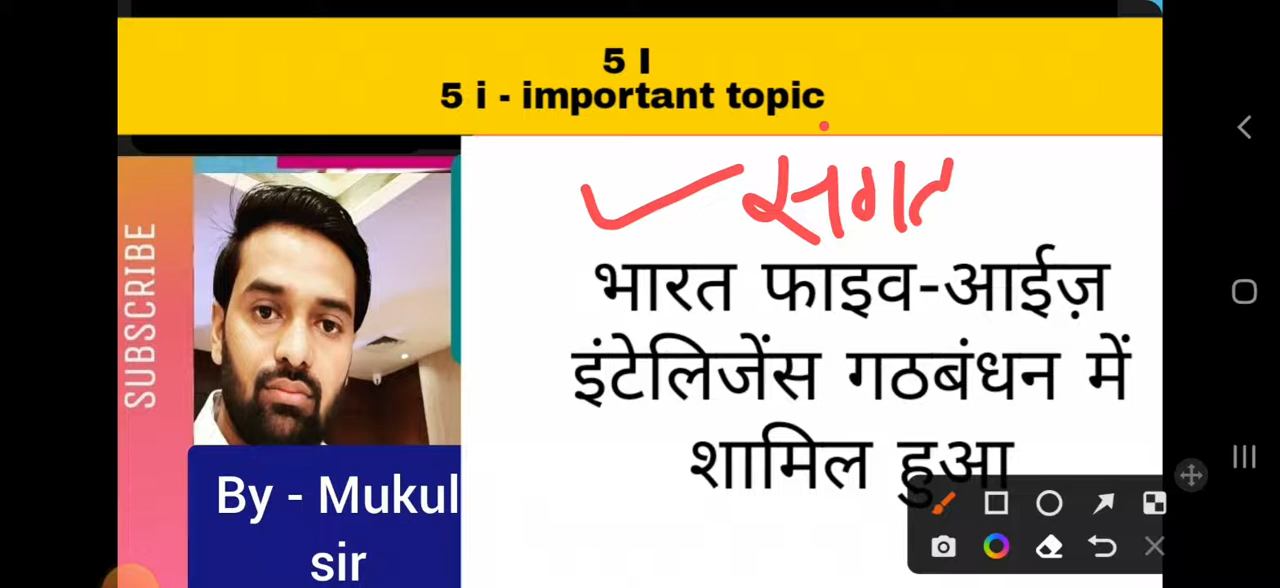 5 I
5 i - important topic
SUBSCRIBE
भारत फाइव-आईज़
इंटेलिजेंस गठबंधन में
शामिल हुआ
By - Mukul
sir